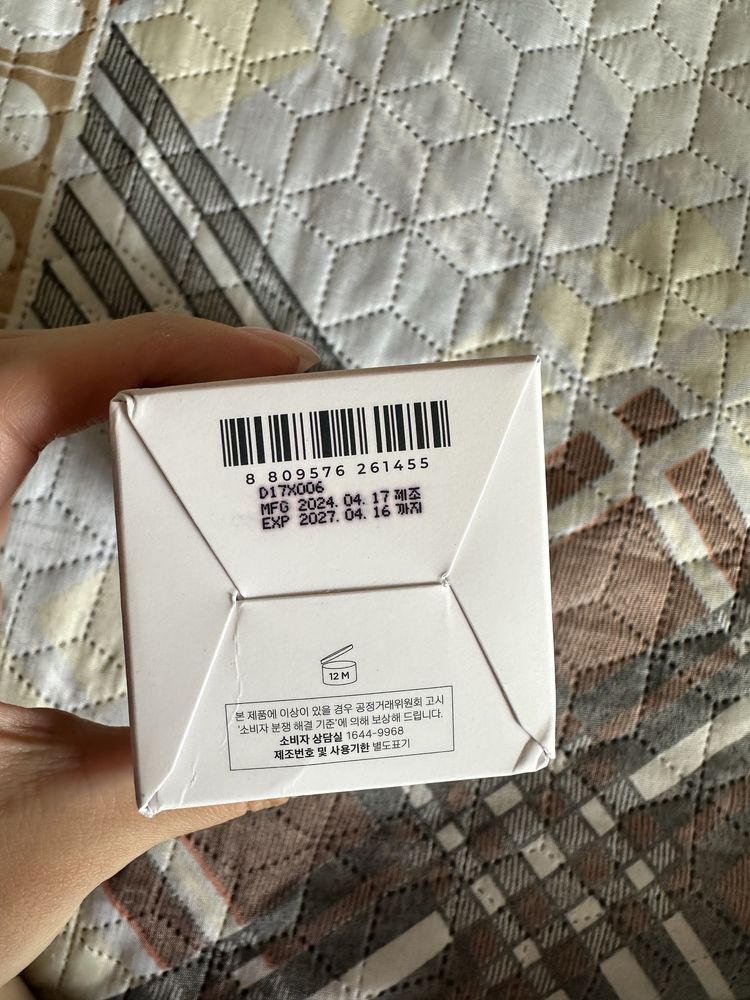 8 809576 261455
D17X006
MFG 2024. 04. 17 제조
EXP 2027. 04. 16 까지
12 M
본 제품에 이상이 있을 경우 공정거래위원회 고시
'소비자 분쟁 해결 기준'에 의해 보상해 드립니다.
소비자 상담실 1644-9968
제조번호 및 사용기한 별도표기